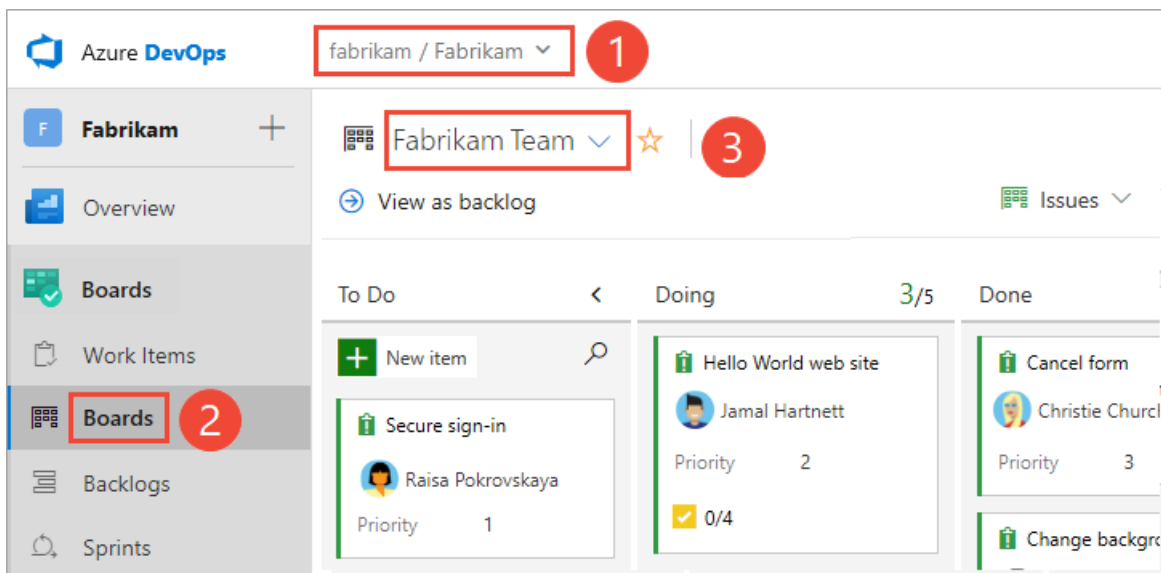 Azure DevOps
fabrikam / Fabrikam
1
F
Fabrikam
Fabrikam Team
3
Overview
View as backlog
Issues
Boards
To Do
Doing
3/5
Done
Work Items
New item
Hello World web site
Cancel form
Boards
2
Secure sign-in
Jamal Hartnett
Christie
Backlogs
Raisa Pokrovskaya
Priority 2
Priority 3
Sprints
Priority 1
0/4
Change